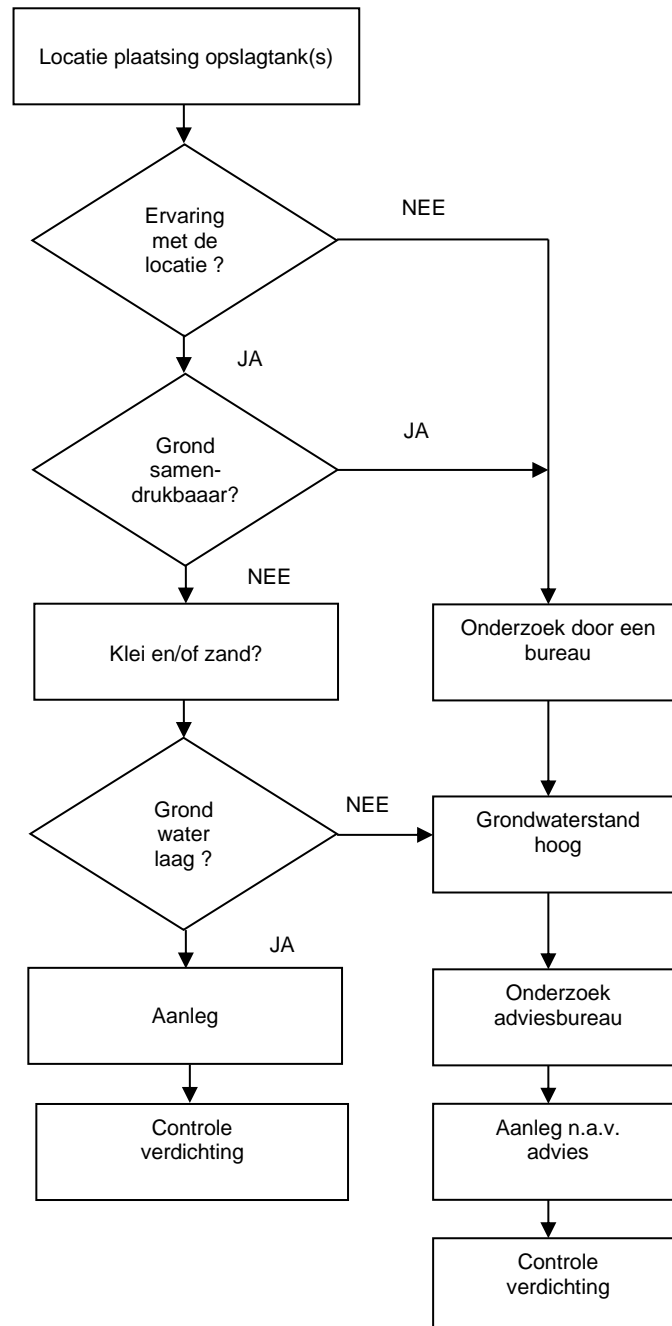 Locatie plaatsing opslagtank(s)
Ervaring
met de
locatie ?
NEE
JA
Grond
samen-
drukbaaar?
JA
NEE
Klei en/of zand?
Onderzoek door een
bureau
Grond
water
laag ?
NEE
Grondwaterstand
hoog
JA
Aanleg
Onderzoek
adviesbureau
Controle
verdichting
Aanleg n.a.v.
advies
Controle
verdichting